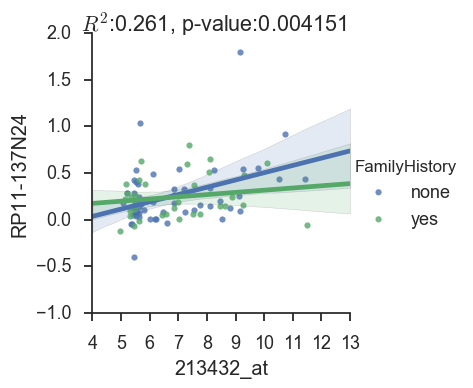 R²:0.261, p-value:0.004151
2.0
1.5
1.0
0.5
0.0
−0.5
−1.0
RP11-137N24
4 5 6 7 8 9 10 11 12 13
213432_at
FamilyHistory
none
yes